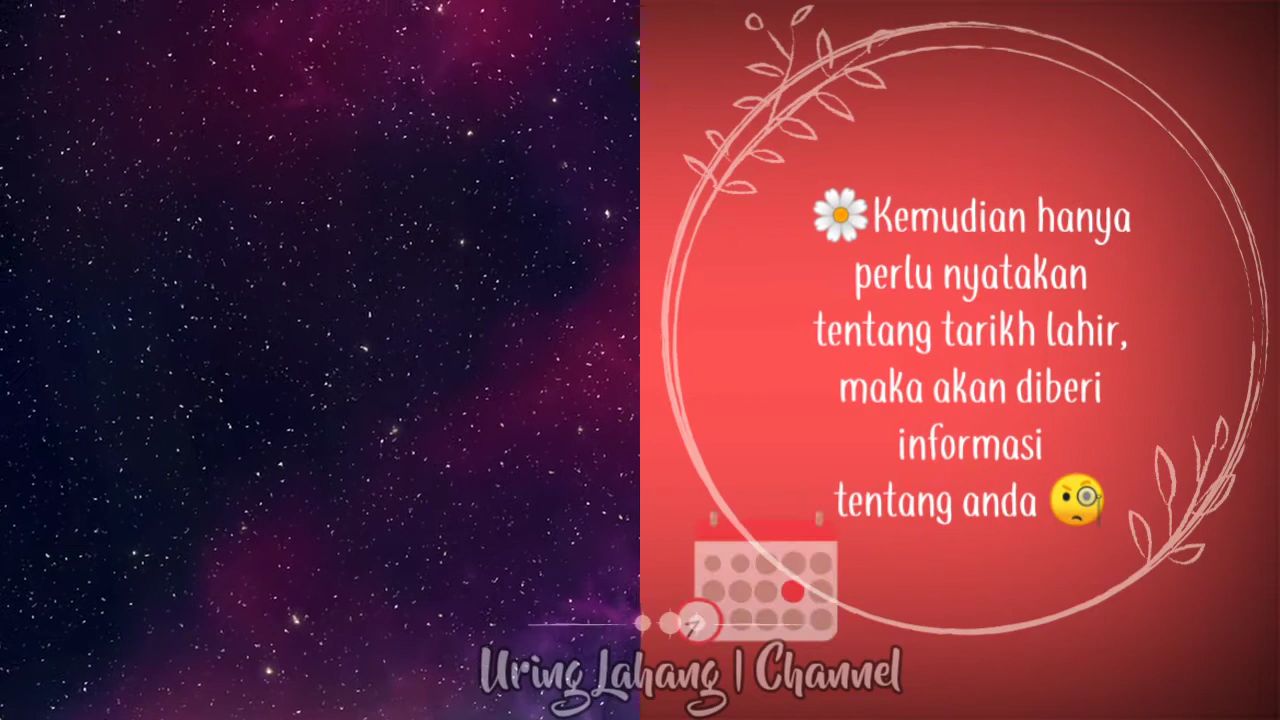 🌼Kemudian hanya
perlu nyatakan
tentang tarikh lahir,
maka akan diberi
informasi
tentang anda 🧐
Uring Lahang | Channel